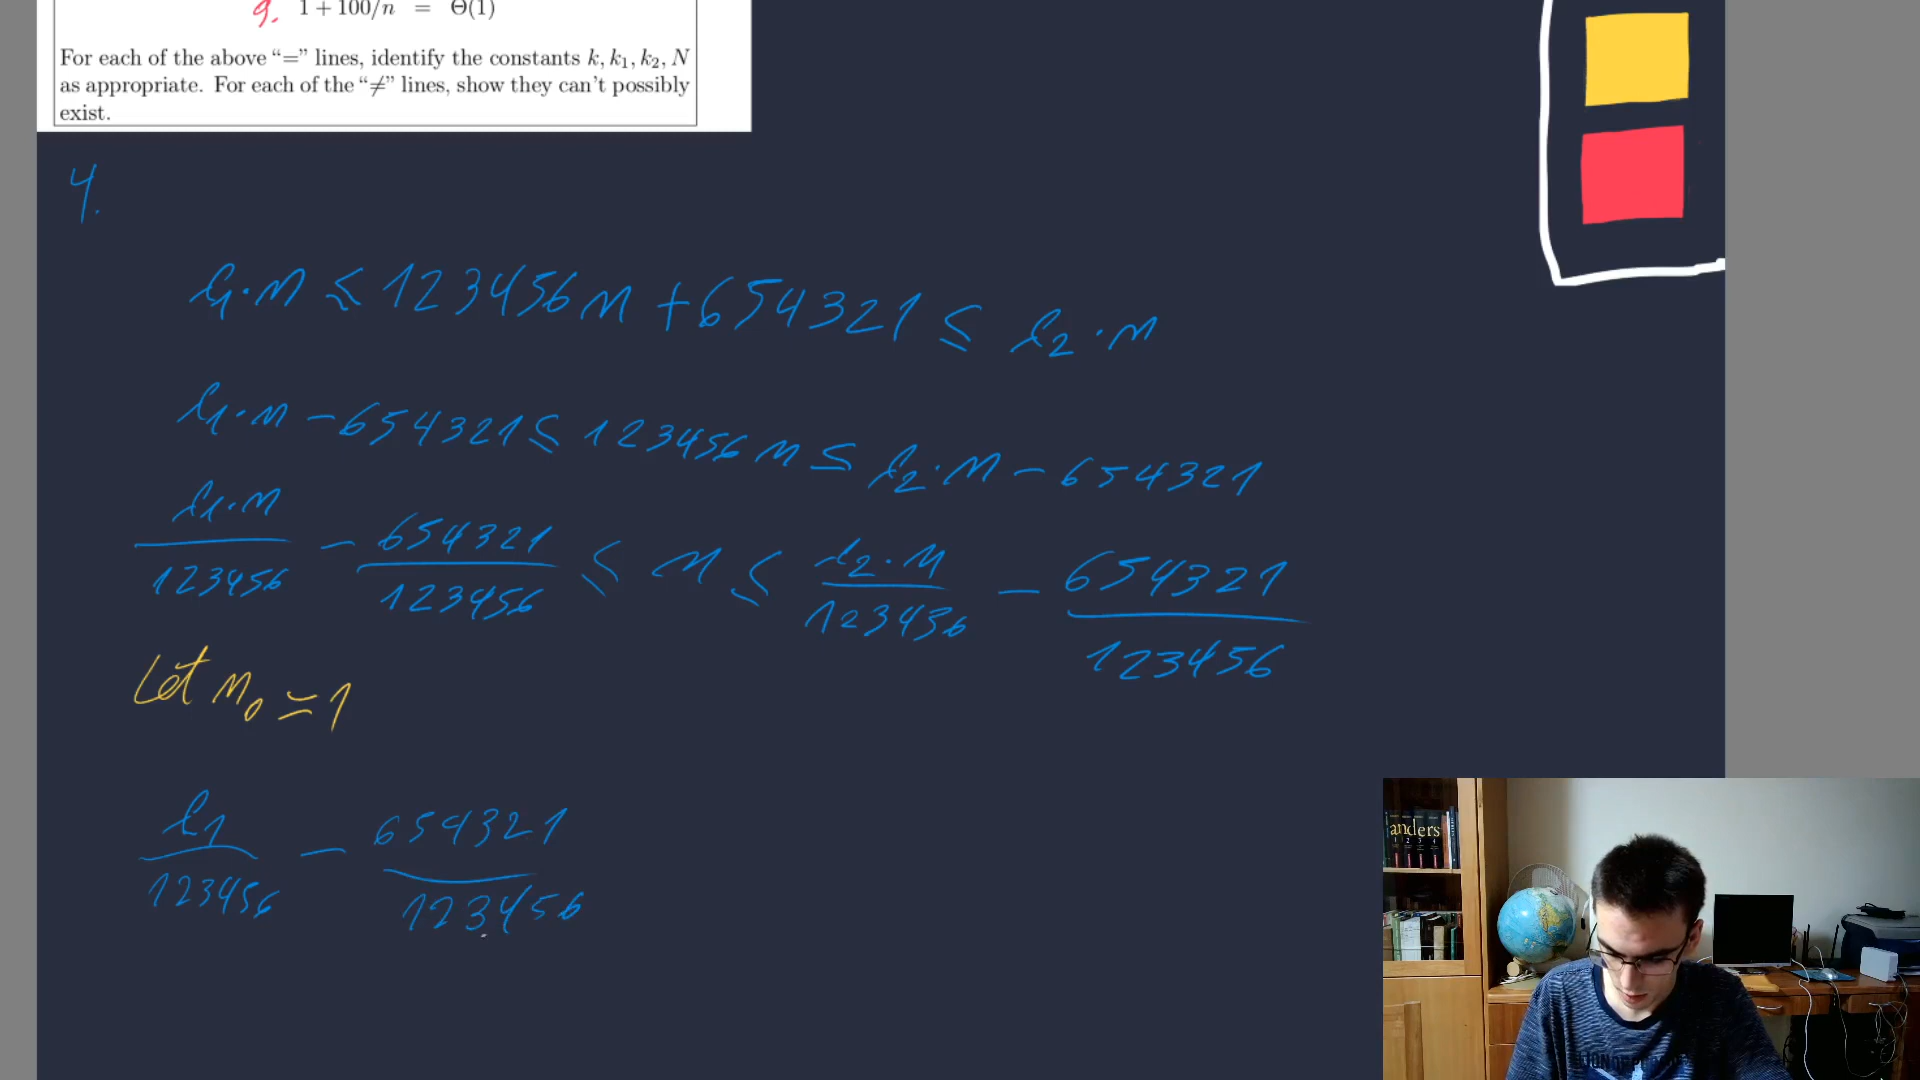 9. 1 + 100/n = Θ(1)
For each of the above “=” lines, identify the constants k, k₁, k₂, N
as appropriate. For each of the “≠” lines, show they can’t possibly
exist.
4.
k₁·n ≤ 123456n + 654321 ≤ k₂·n
k₁·n − 654321 ≤ 123456n ≤ k₂·n − 654321
k₁·n/123456 − 654321/123456 ≤ n ≤ k₂·n/123456 − 654321/123456
Let n₀ = 1
k₁/123456 − 654321/123456
anders